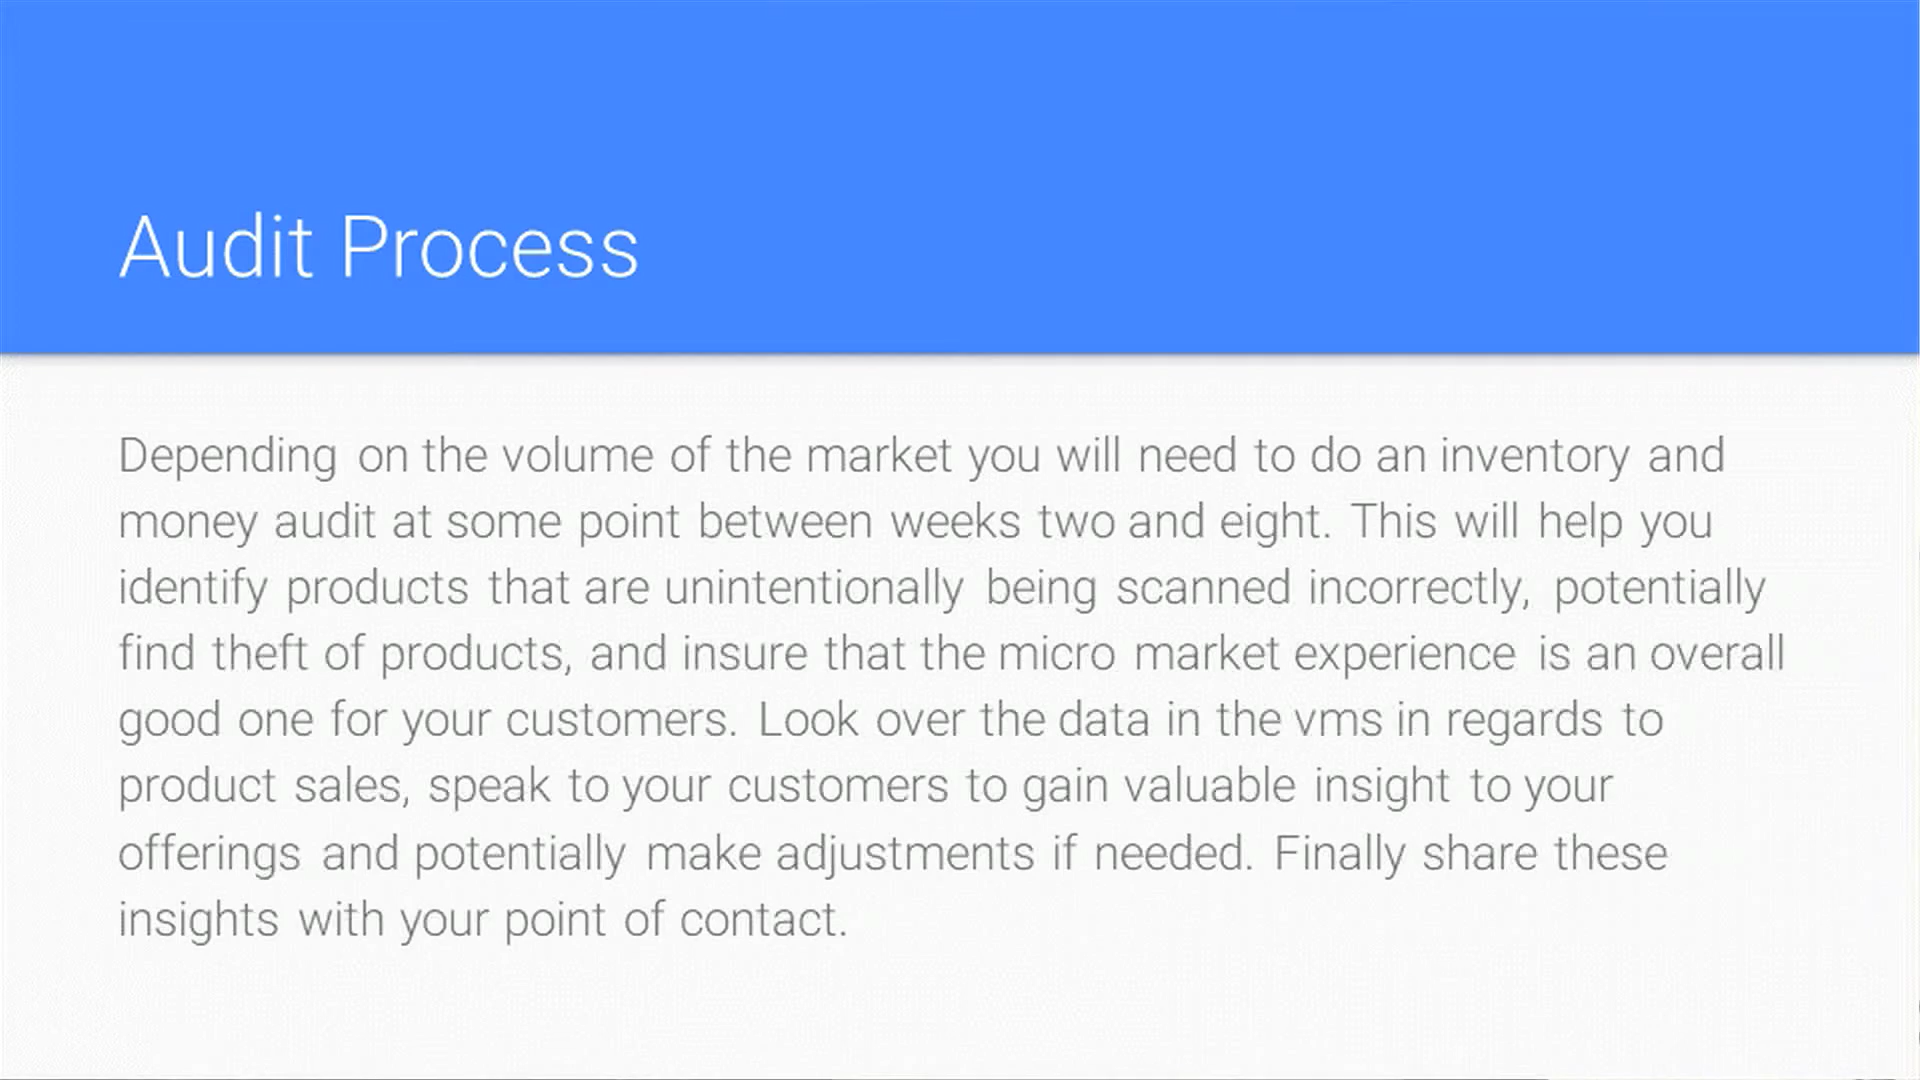 Audit Process
Depending on the volume of the market you will need to do an inventory and
money audit at some point between weeks two and eight. This will help you
identify products that are unintentionally being scanned incorrectly, potentially
find theft of products, and insure that the micro market experience is an overall
good one for your customers. Look over the data in the vms in regards to
product sales, speak to your customers to gain valuable insight to your
offerings and potentially make adjustments if needed. Finally share these
insights with your point of contact.